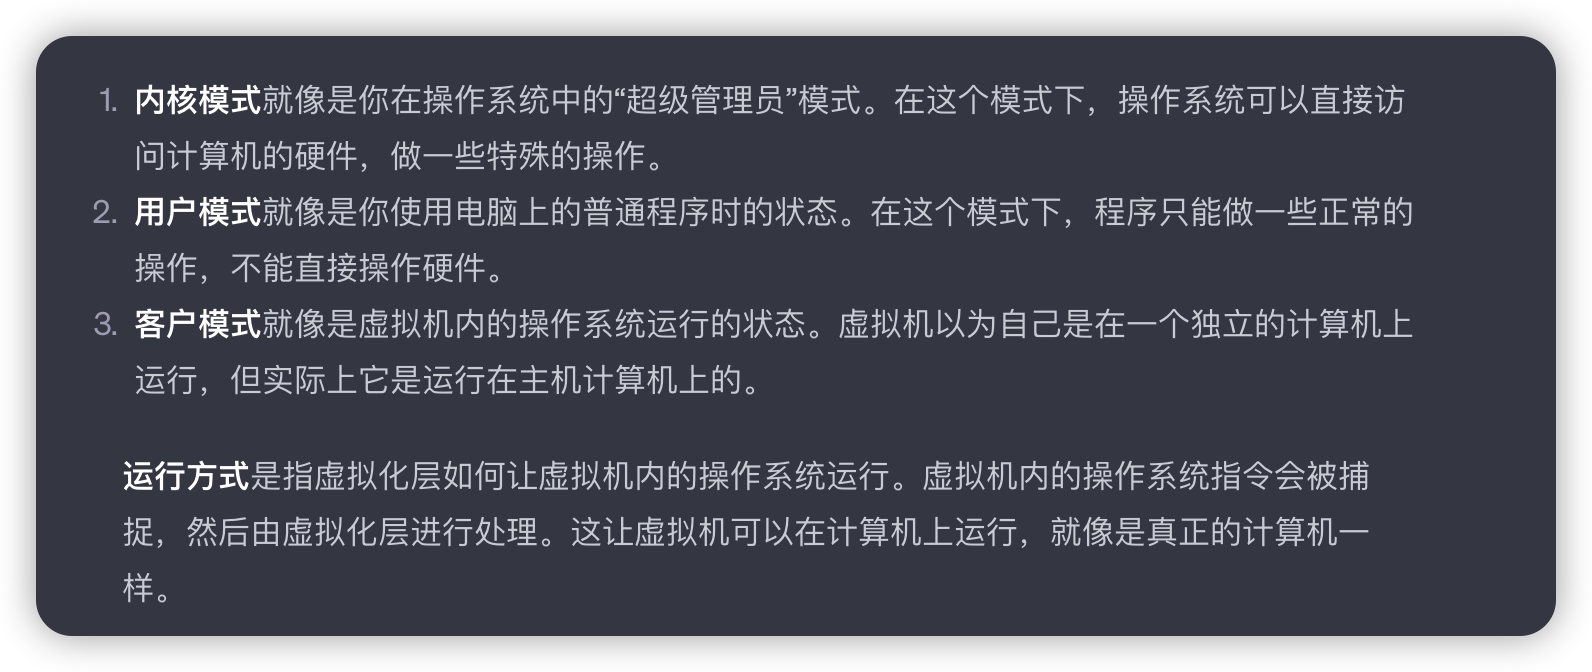 1. 内核模式就像是你在操作系统中的“超级管理员”模式。在这个模式下，操作系统可以直接访
问计算机的硬件，做一些特殊的操作。
2. 用户模式就像是你使用电脑上的普通程序时的状态。在这个模式下，程序只能做一些正常的
操作，不能直接操作硬件。
3. 客户模式就像是虚拟机内的操作系统运行的状态。虚拟机以为自己是在一个独立的计算机上
运行，但实际上它是运行在主机计算机上的。
运行方式是指虚拟化层如何让虚拟机内的操作系统运行。虚拟机内的操作系统指令会被捕
捉，然后由虚拟化层进行处理。这让虚拟机可以在计算机上运行，就像是真正的计算机一
样。